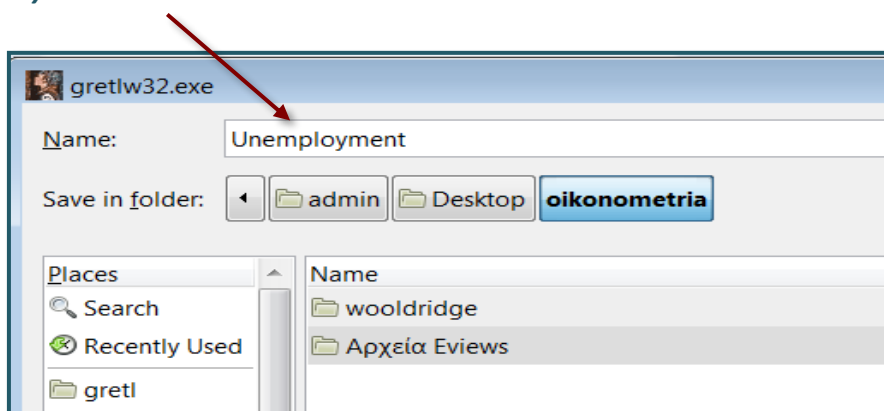 gretlw32.exe
Name: Unemployment
Save in folder: admin Desktop oikonometria
Places Name
Search wooldridge
Recently Used Αρχεία Eviews
gretl